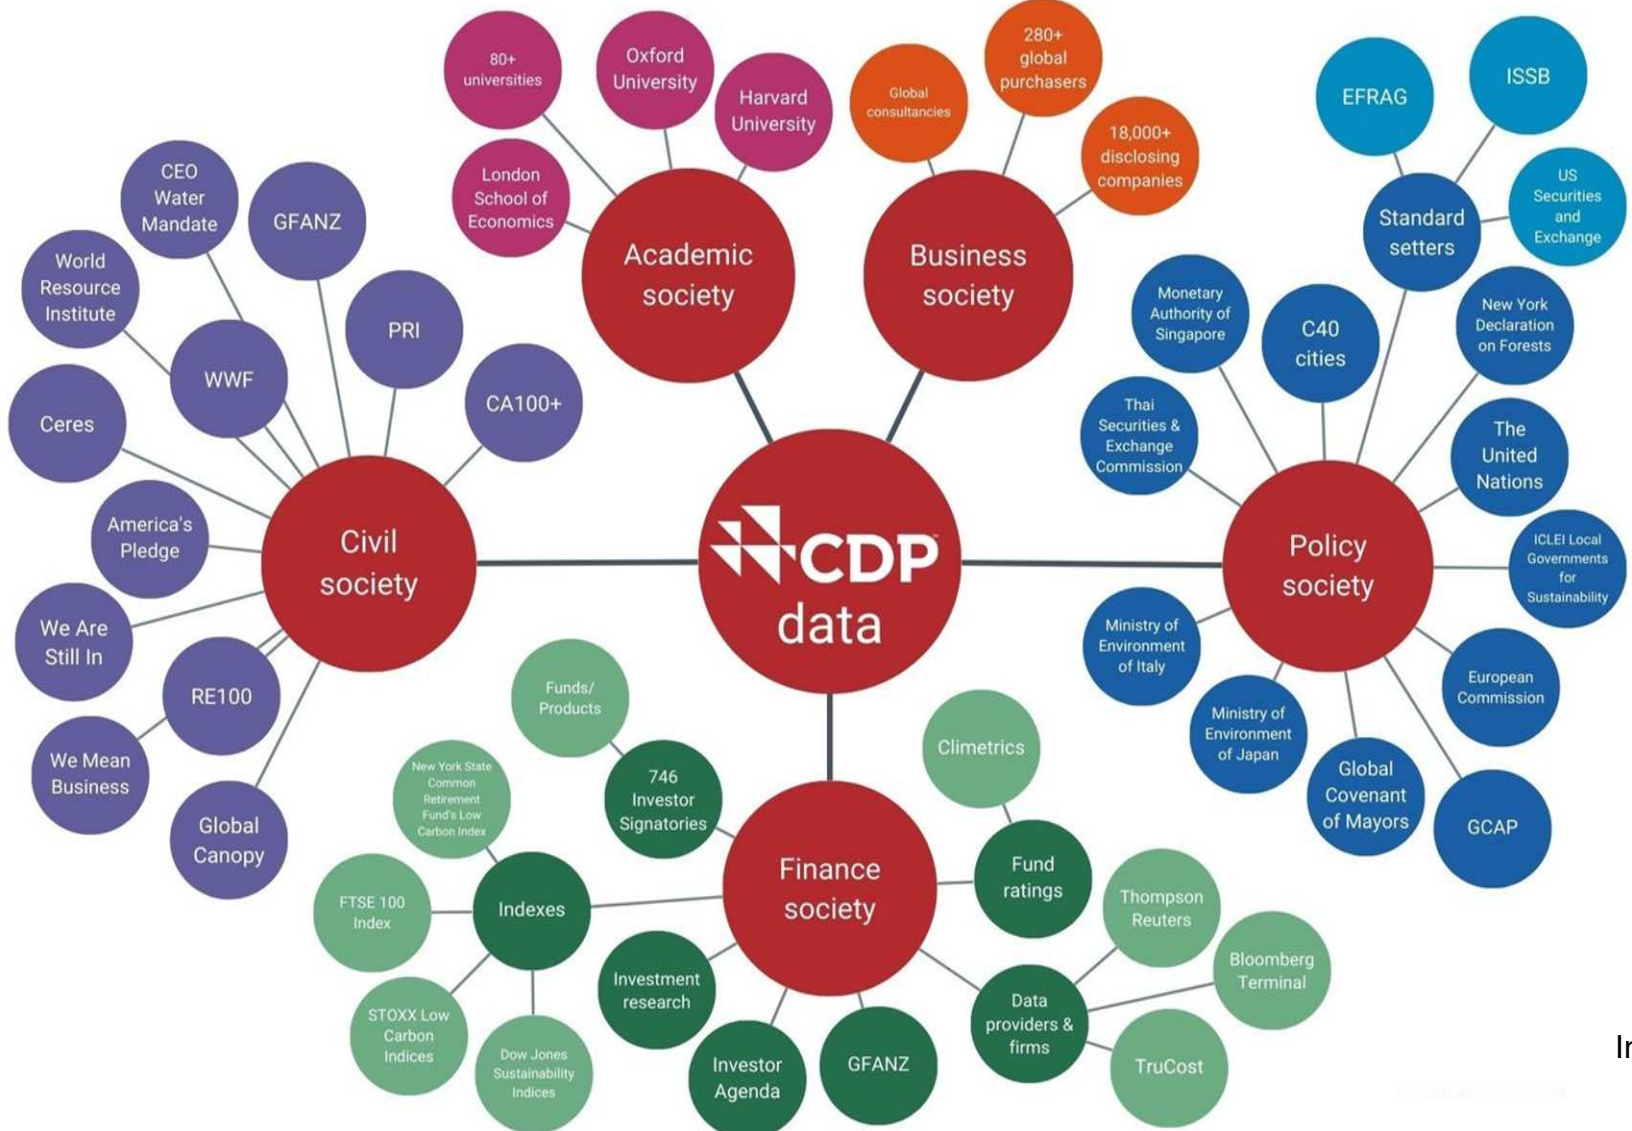 80+
universities
Oxford
University
Harvard
University
London
School of
Economics
Academic
society
Global
consultancies
280+
global
purchasers
18,000+
disclosing
companies
Business
society
EFRAG
ISSB
US
Securities
and
Exchange
Standard
setters
Monetary
Authority of
Singapore
C40
cities
New York
Declaration
on Forests
Thai
Securities &
Exchange
Commission
The
United
Nations
Policy
society
ICLEI Local
Governments
for
Sustainability
Ministry of
Environment
of Italy
European
Commission
Ministry of
Environment
of Japan
Global
Covenant
of Mayors
GCAP
CEO
Water
Mandate
GFANZ
World
Resource
Institute
PRI
WWF
CA100+
Ceres
America's
Pledge
Civil
society
We Are
Still In
RE100
We Mean
Business
Global
Canopy
CDP
data
Funds/
Products
746
Investor
Signatories
New York State
Common
Retirement
Fund's Low
Carbon Index
FTSE 100
Index
Indexes
STOXX Low
Carbon
Indices
Dow Jones
Sustainability
Indices
Finance
society
Investment
research
Investor
Agenda
GFANZ
Climetrics
Fund
ratings
Thompson
Reuters
Bloomberg
Terminal
Data
providers &
firms
TruCost